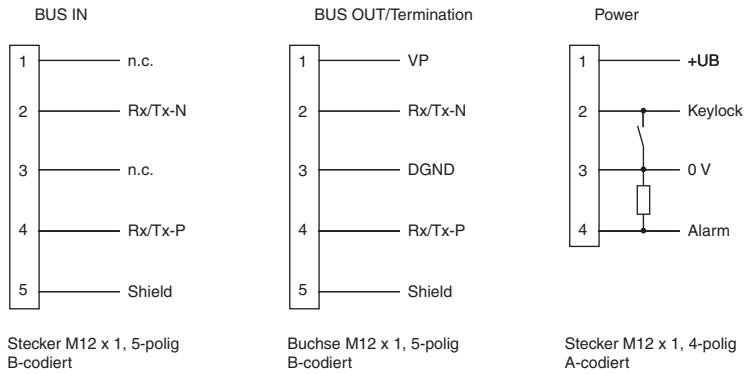 BUS IN
1 n.c.
2 Rx/Tx-N
3 n.c.
4 Rx/Tx-P
5 Shield
Stecker M12 x 1, 5-polig
B-codiert
BUS OUT/Termination
1 VP
2 Rx/Tx-N
3 DGND
4 Rx/Tx-P
5 Shield
Buchse M12 x 1, 5-polig
B-codiert
Power
1 +UB
2 Keylock
3 0 V
4 Alarm
Stecker M12 x 1, 4-polig
A-codiert